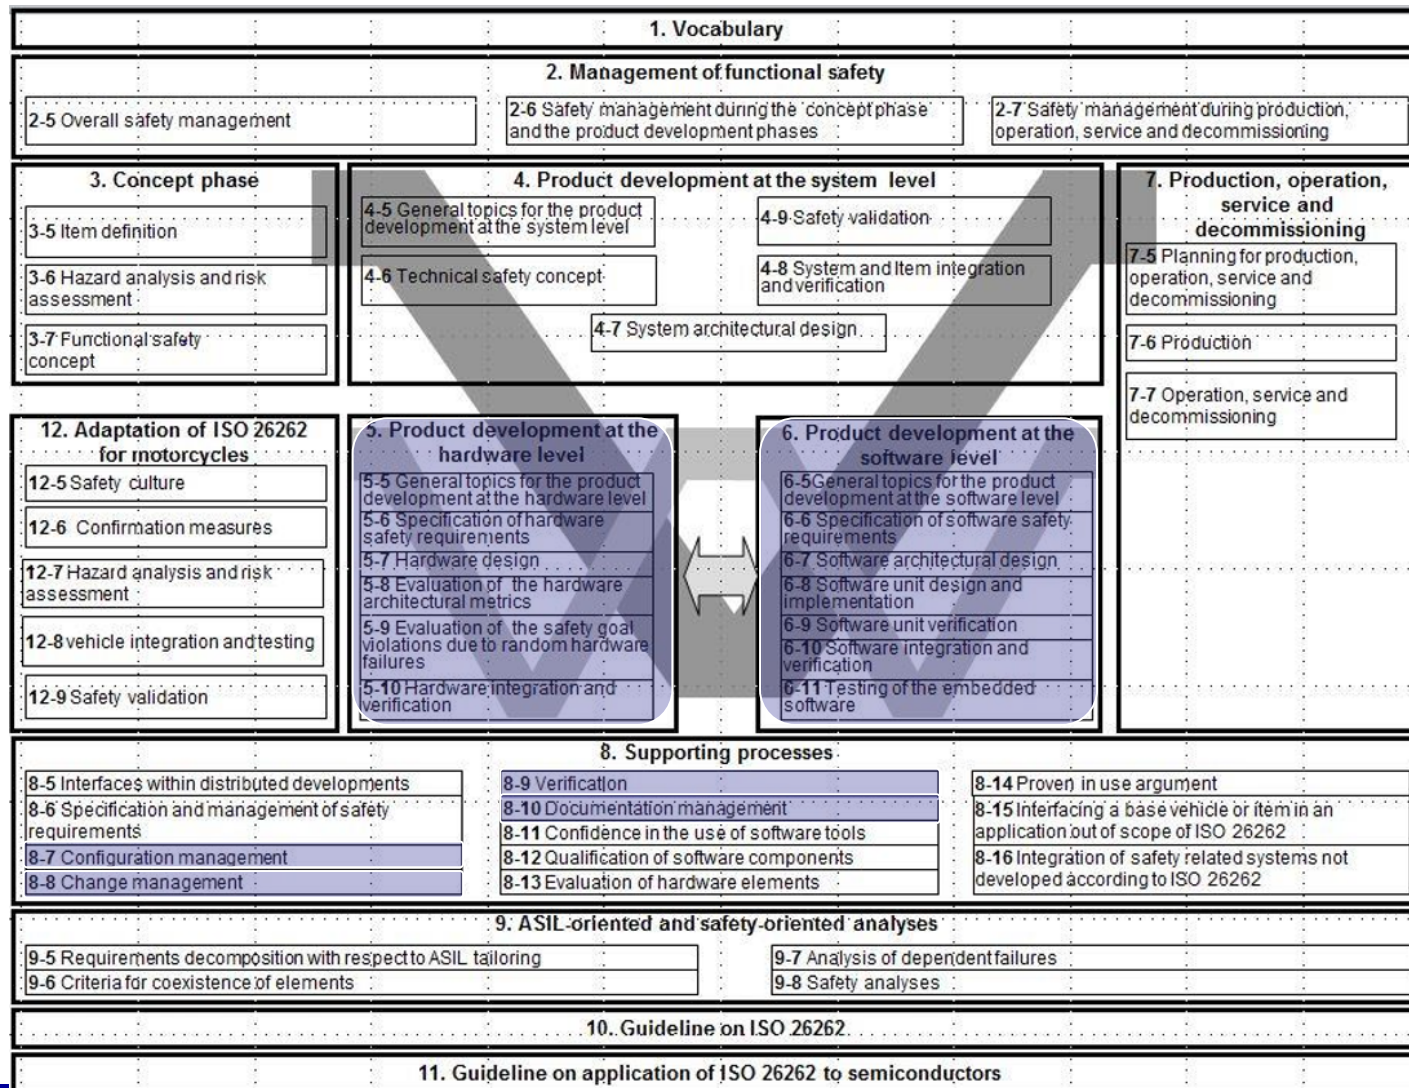 1. Vocabulary
2. Management of functional safety
2-5 Overall safety management
2-6 Safety management during the concept phase
and the product development phases
2-7 Safety management during production,
operation, service and decommissioning
3. Concept phase
3-5 Item definition
3-6 Hazard analysis and risk
assessment
3-7 Functional safety
concept
4. Product development at the system level
4-5 General topics for the product
development at the system level
4-6 Technical safety concept
4-7 System architectural design
4-8 System and Item integration
and verification
4-9 Safety validation
7. Production, operation,
service and
decommissioning
7-5 Planning for production,
operation, service and
decommissioning
7-6 Production
7-7 Operation, service and
decommissioning
12. Adaptation of ISO 26262
for motorcycles
12-5 Safety culture
12-6 Confirmation measures
12-7 Hazard analysis and risk
assessment
12-8 vehicle integration and testing
12-9 Safety validation
5. Product development at the
hardware level
5-5 General topics for the product
development at the hardware level
5-6 Specification of hardware
safety requirements
5-7 Hardware design
5-8 Evaluation of the hardware
architectural metrics
5-9 Evaluation of the safety goal
violations due to random hardware
failures
5-10 Hardware integration and
verification
6. Product development at the
software level
6-5 General topics for the product
development at the software level
6-6 Specification of software safety
requirements
6-7 Software architectural design
6-8 Software unit design and
implementation
6-9 Software unit verification
6-10 Software integration and
verification
6-11 Testing of the embedded
software
8. Supporting processes
8-5 Interfaces within distributed developments
8-6 Specification and management of safety
requirements
8-7 Configuration management
8-8 Change management
8-9 Verification
8-10 Documentation management
8-11 Confidence in the use of software tools
8-12 Qualification of software components
8-13 Evaluation of hardware elements
8-14 Proven in use argument
8-15 Interfacing a base vehicle or item in an
application out of scope of ISO 26262
8-16 Integration of safety related systems not
developed according to ISO 26262
9. ASIL-oriented and safety-oriented analyses
9-5 Requirements decomposition with respect to ASIL tailoring
9-6 Criteria for coexistence of elements
9-7 Analysis of dependent failures
9-8 Safety analyses
10. Guideline on ISO 26262
11. Guideline on application of ISO 26262 to semiconductors